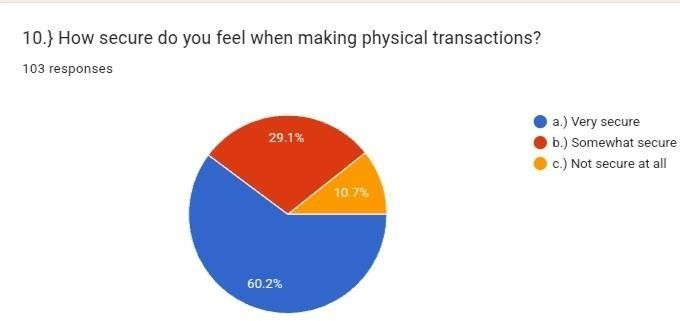 10.} How secure do you feel when making physical transactions?
103 responses
a.) Very secure
b.) Somewhat secure
c.) Not secure at all
29.1%
10.7%
60.2%